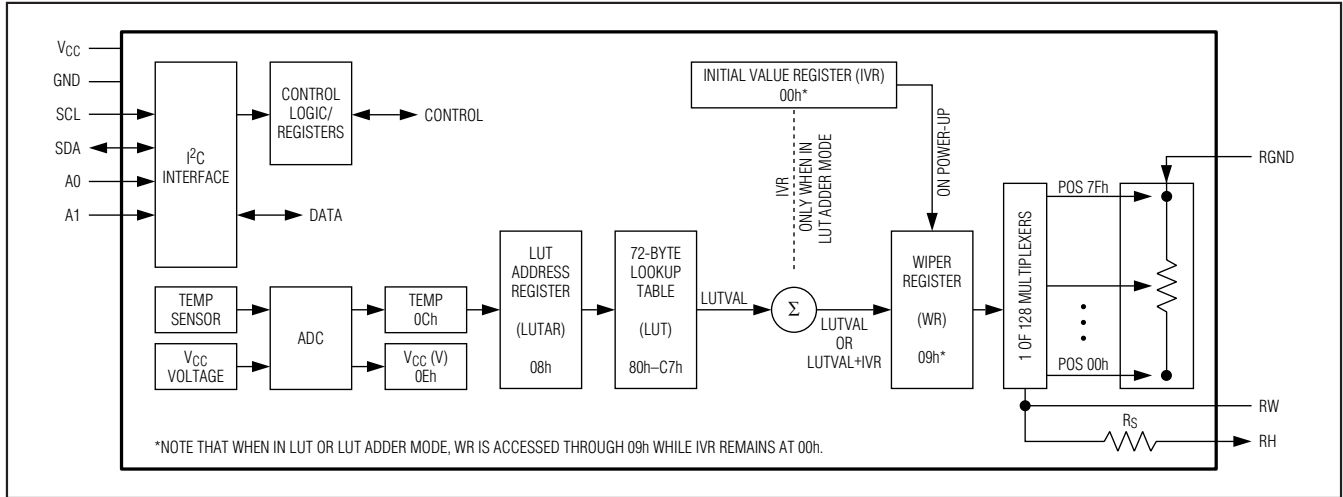 VCC
GND
SCL
SDA
A0
A1
I2C
INTERFACE
CONTROL
LOGIC/
REGISTERS
CONTROL
DATA
TEMP
SENSOR
VCC
VOLTAGE
ADC
TEMP
0Ch
VCC (V)
0Eh
LUT
ADDRESS
REGISTER
(LUTAR)
08h
72-BYTE
LOOKUP
TABLE
(LUT)
80h–C7h
LUTVAL
INITIAL VALUE REGISTER (IVR)
00h*
IVR
ONLY WHEN IN
LUT ADDER MODE
ON POWER-UP
Σ
LUTVAL
OR
LUTVAL+IVR
WIPER
REGISTER
(WR)
09h*
1 OF 128 MULTIPLEXERS
POS 7Fh
POS 00h
RGND
RW
RS
RH
*NOTE THAT WHEN IN LUT OR LUT ADDER MODE, WR IS ACCESSED THROUGH 09h WHILE IVR REMAINS AT 00h.